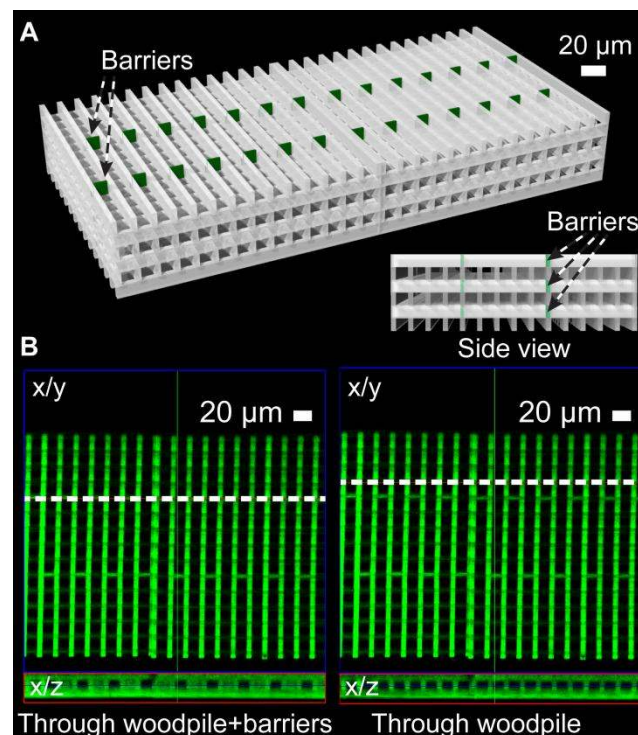 A
20 µm
Barriers
Barriers
Side view
B
x/y
20 µm
x/z
Through woodpile+barriers
x/y
20 µm
x/z
Through woodpile